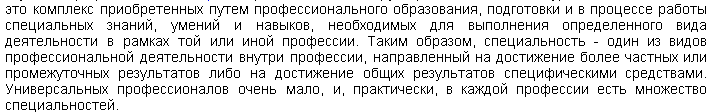 это комплекс приобретенных путем профессионального образования, подготовки и в процессе работы
специальных знаний, умений и навыков, необходимых для выполнения определенного вида
деятельности в рамках той или иной профессии. Таким образом, специальность - один из видов
профессиональной деятельности внутри профессии, направленный на достижение более частных или
промежуточных результатов либо на достижение общих результатов специфическими средствами.
Универсальных профессионалов очень мало, и, практически, в каждой профессии есть множество
специальностей.